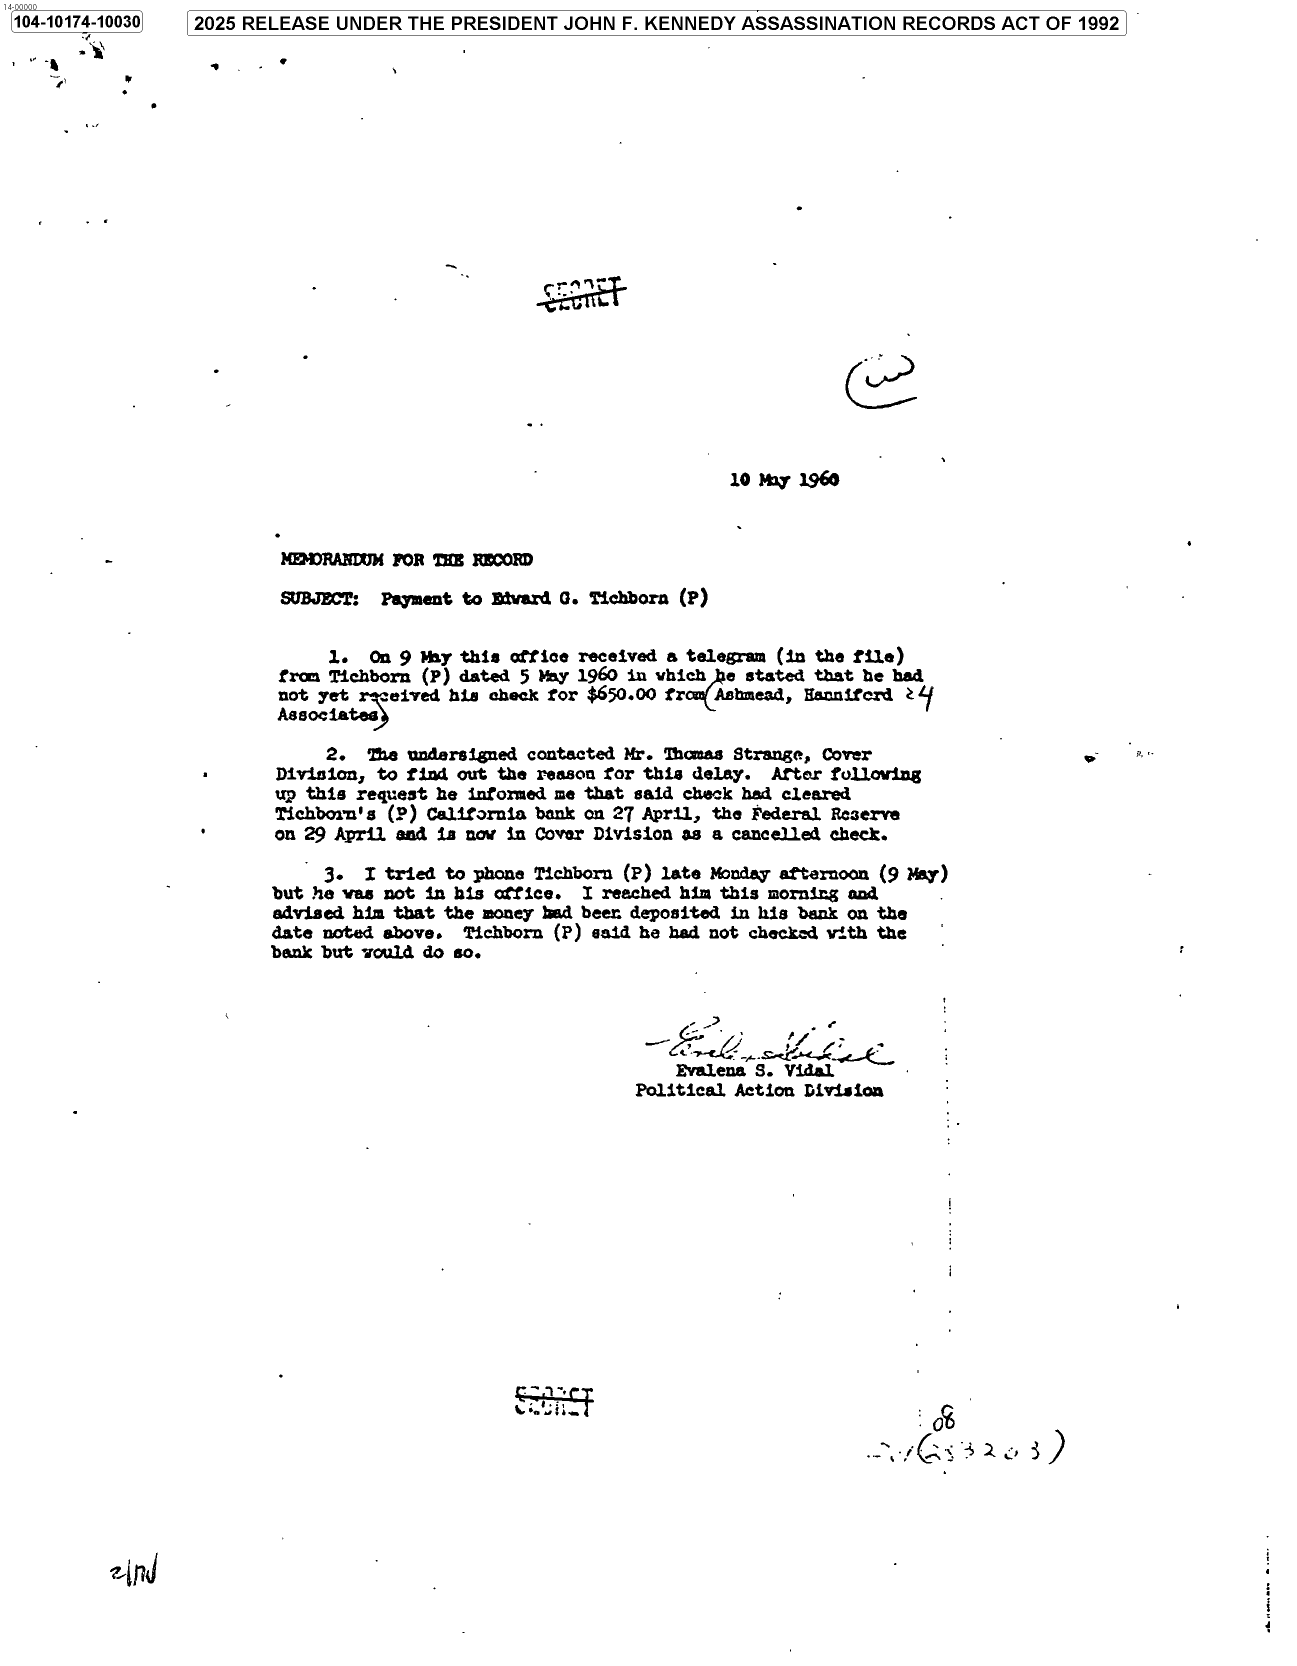 14-00000
104-10174-10030
2025 RELEASE UNDER THE PRESIDENT JOHN F. KENNEDY ASSASSINATION RECORDS ACT OF 1992
SECRET
10 May 1960
MEMORANDUM FOR THE RECORD
SUBJECT: Payment to Edward G. Tichborn (P)
1. On 9 May this office received a telegram (in the file)
from Tichborn (P) dated 5 May 1960 in which he stated that he had
not yet received his check for $650.00 from (Ashmead, Hanniford 24
Associates.)
2. The undersigned contacted Mr. Thomas Strange, Cover
Division, to find out the reason for this delay. After following
up this request he informed me that said check had cleared
Tichborn's (P) California bank on 27 April, the Federal Reserve
on 29 April and is now in Cover Division as a cancelled check.
3. I tried to phone Tichborn (P) late Monday afternoon (9 May)
but he was not in his office. I reached him this morning and
advised him that the money had been deposited in his bank on the
date noted above. Tichborn (P) said he had not checked with the
bank but would do so.
Evalena S. Vidal
Political Action Division
SECRET
08